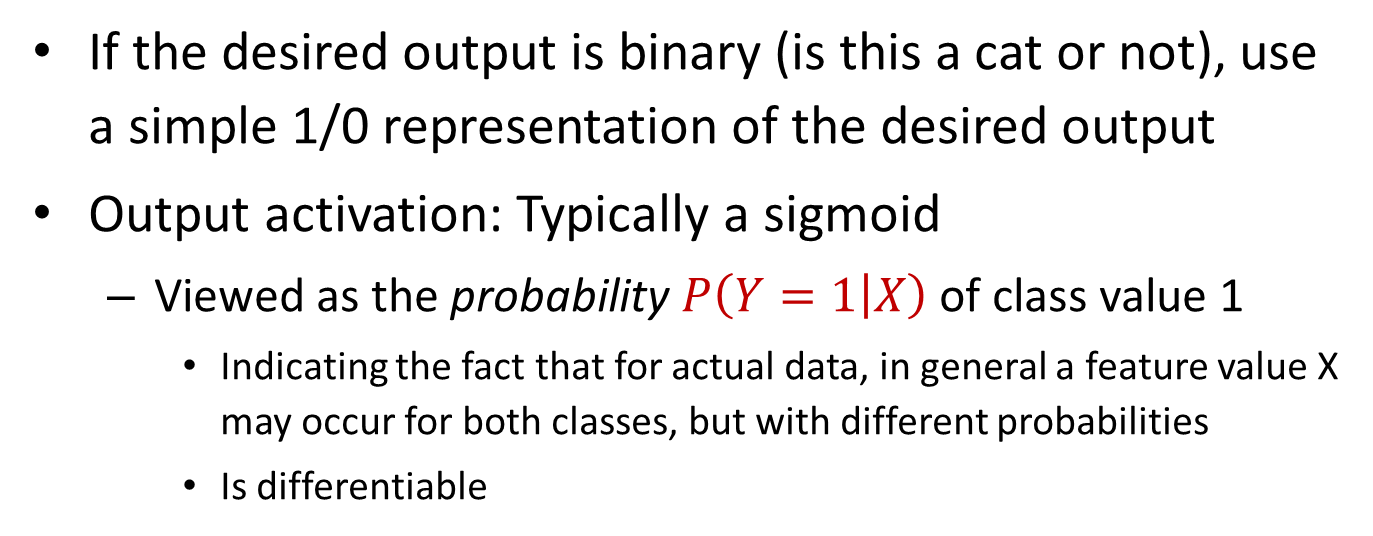 • If the desired output is binary (is this a cat or not), use
a simple 1/0 representation of the desired output
• Output activation: Typically a sigmoid
– Viewed as the probability P(Y = 1|X) of class value 1
• Indicating the fact that for actual data, in general a feature value X
may occur for both classes, but with different probabilities
• Is differentiable